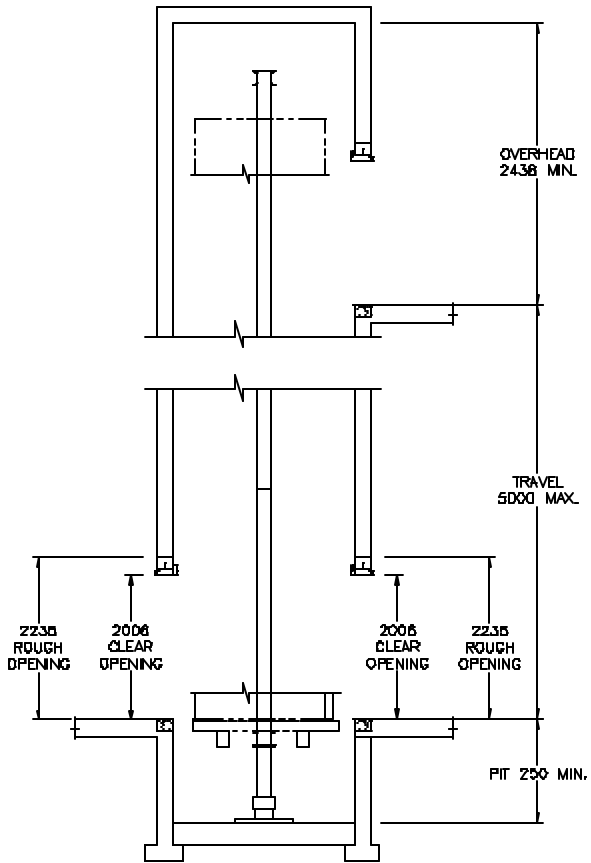 OVERHEAD
2438 MIN.
TRAVEL
5000 MAX.
2235
ROUGH
OPENING
2006
CLEAR
OPENING
2006
CLEAR
OPENING
2235
ROUGH
OPENING
PIT 250 MIN.